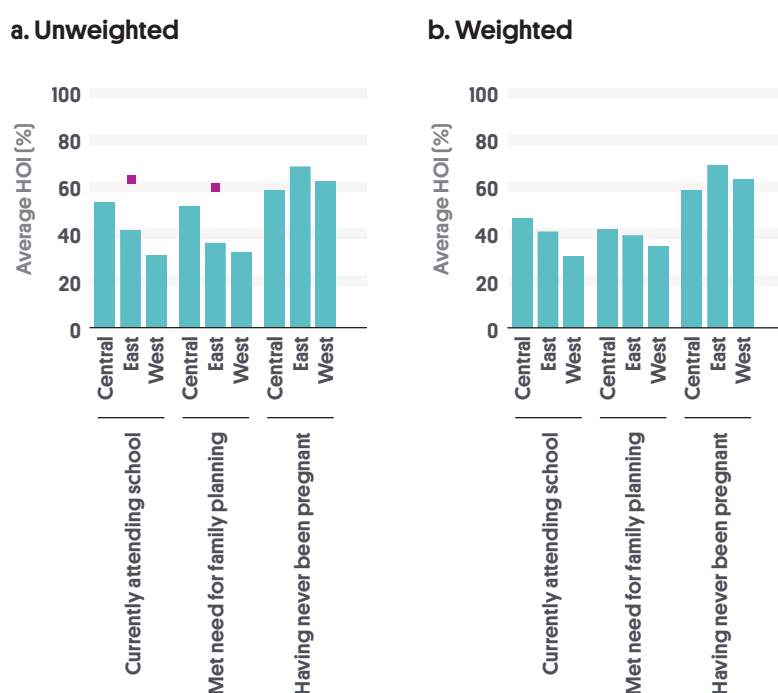 a. Unweighted
100
80
60
40
20
0
Average HOI (%)
Central
East
West
Central
East
West
Central
East
West
Currently attending school
Met need for family planning
Having never been pregnant
b. Weighted
100
80
60
40
20
0
Average HOI (%)
Central
East
West
Central
East
West
Central
East
West
Currently attending school
Met need for family planning
Having never been pregnant